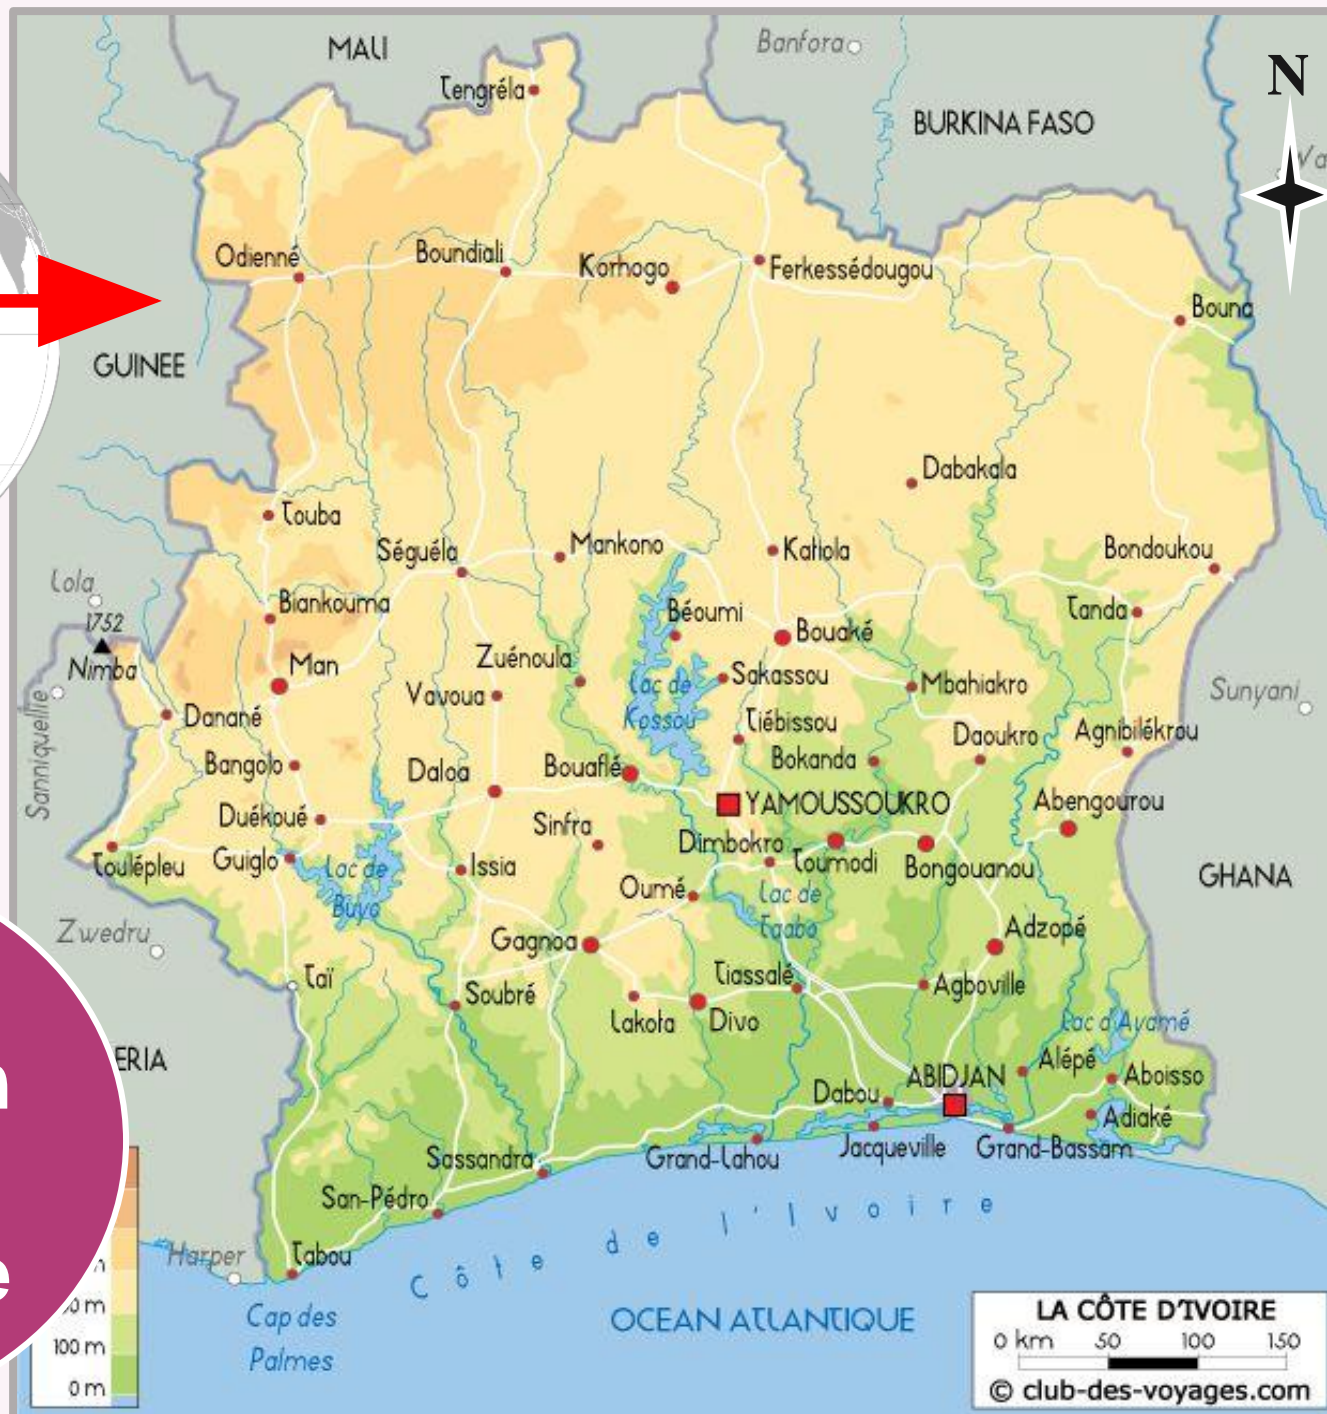 MALI
Banfora
N
Tengréla
BURKINA FASO
Odienné
Boundiali
Korhogo
Ferkessédougou
Bouna
GUINEE
Dabakala
Touba
Séguéla
Mankono
Katiola
Bondoukou
Lola
1752
Nimba
Biankouma
Béoumi
Bouaké
Tanda
Man
Zuénoula
Vavoua
Lac de
Kossou
Sakassou
Mbahiakro
Sunyani
Sanniquellie
Danané
Tiébissou
Daoukro
Agnibilékrou
Bangolo
Daloa
Bouaflé
Bokanda
YAMOUSSOUKRO
Abengourou
Duékoué
Sinfra
Dimbokro
Toumodi
Bongouanou
Toulépleu
Guiglo
Lac de
Buyo
Issia
Oumé
Lac de
Taabo
GHANA
Zwedru
Gagnoa
Adzopé
Taï
Soubré
Tiassalé
Agboville
Lakota
Divo
Lac d'Ayamé
ERIA
ABIDJAN
Alépé
Aboisso
Dabou
Adiaké
Sassandra
Grand-Lahou
Jacqueville
Grand-Bassam
San-Pédro
Côte de l'Ivoire
Harper
Tabou
Cap des
Palmes
OCEAN ATLANTIQUE
100 m
0 m
LA CÔTE D'IVOIRE
0 km 50 100 150
© club-des-voyages.com